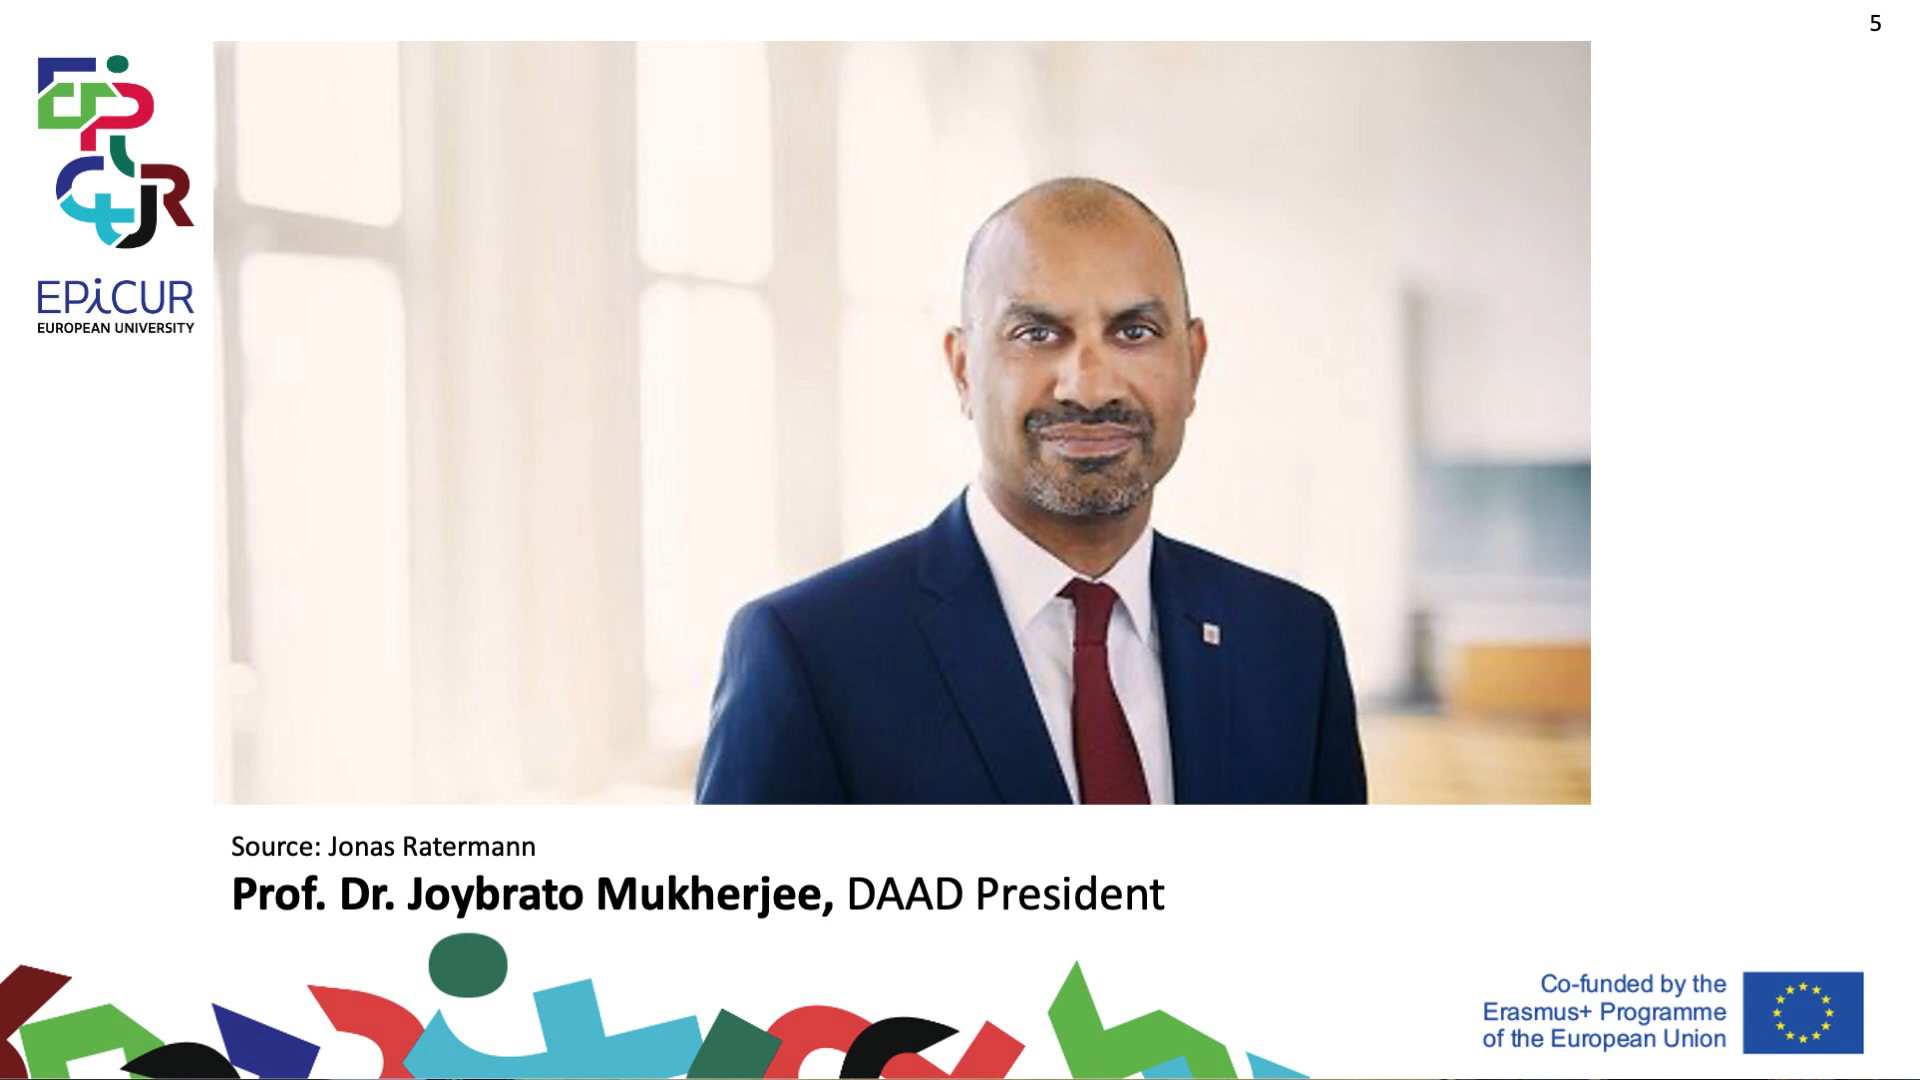 5
EPiCUR
EPiCUR
EUROPEAN UNIVERSITY
Source: Jonas Ratermann
Prof. Dr. Joybrato Mukherjee, DAAD President
Co-funded by the
Erasmus+ Programme
of the European Union